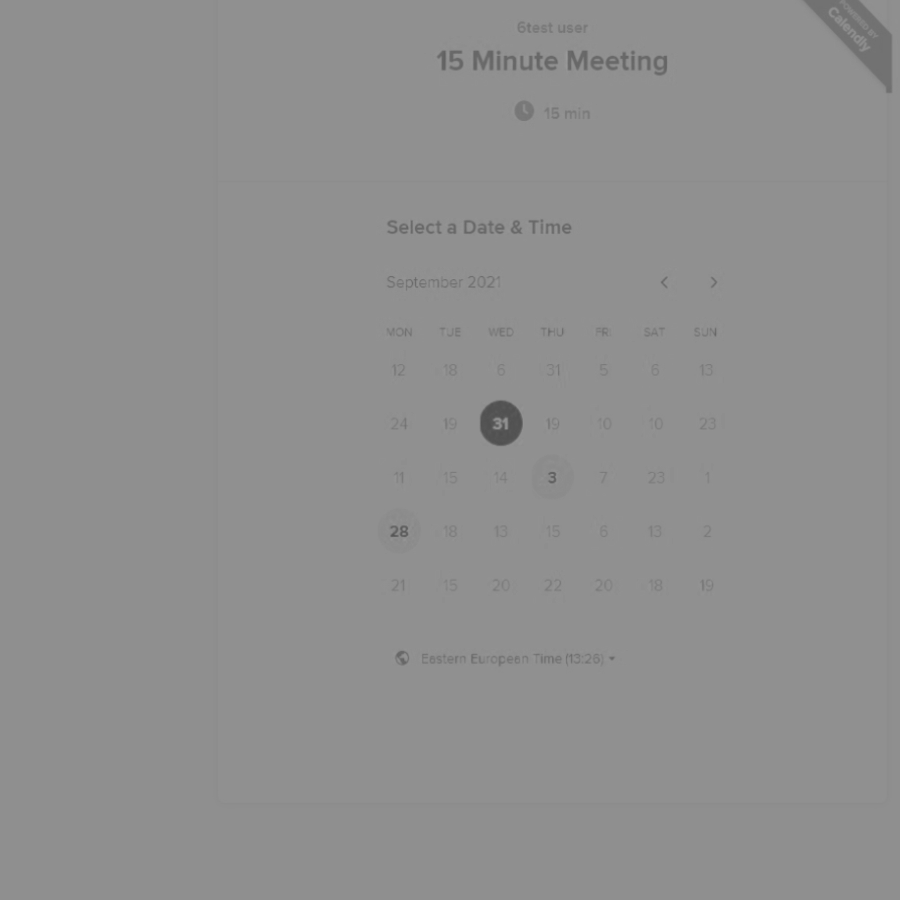 6test user
POWERED BY
Calendly
15 Minute Meeting
15 min
Select a Date & Time
September 2021
MON TUE WED THU FRI SAT SUN
12 18 6 31 5 6 13
24 19 31 19 10 10 23
11 15 14 3 7 23 1
28 18 13 15 6 13 2
21 15 20 22 20 18 19
Eastern European Time (13:26)